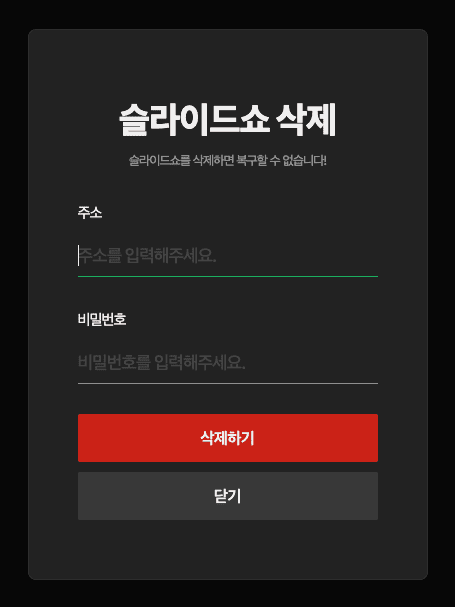 슬라이드쇼 삭제
슬라이드쇼를 삭제하면 복구할 수 없습니다!
주소
주소를 입력해주세요.
비밀번호
비밀번호를 입력해주세요.
삭제하기
닫기